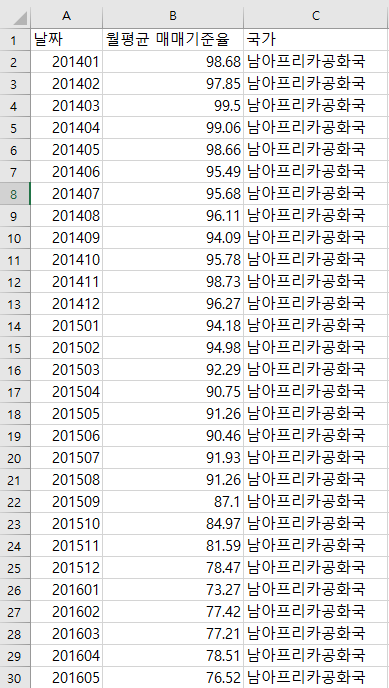 A B C
1 날짜 월평균 매매기준율 국가
2 201401 98.68 남아프리카공화국
3 201402 97.85 남아프리카공화국
4 201403 99.5 남아프리카공화국
5 201404 99.06 남아프리카공화국
6 201405 98.66 남아프리카공화국
7 201406 95.49 남아프리카공화국
8 201407 95.68 남아프리카공화국
9 201408 96.11 남아프리카공화국
10 201409 94.09 남아프리카공화국
11 201410 95.78 남아프리카공화국
12 201411 98.73 남아프리카공화국
13 201412 96.27 남아프리카공화국
14 201501 94.18 남아프리카공화국
15 201502 94.98 남아프리카공화국
16 201503 92.29 남아프리카공화국
17 201504 90.75 남아프리카공화국
18 201505 91.26 남아프리카공화국
19 201506 90.46 남아프리카공화국
20 201507 91.93 남아프리카공화국
21 201508 91.26 남아프리카공화국
22 201509 87.1 남아프리카공화국
23 201510 84.97 남아프리카공화국
24 201511 81.59 남아프리카공화국
25 201512 78.47 남아프리카공화국
26 201601 73.27 남아프리카공화국
27 201602 77.42 남아프리카공화국
28 201603 77.21 남아프리카공화국
29 201604 78.51 남아프리카공화국
30 201605 76.52 남아프리카공화국